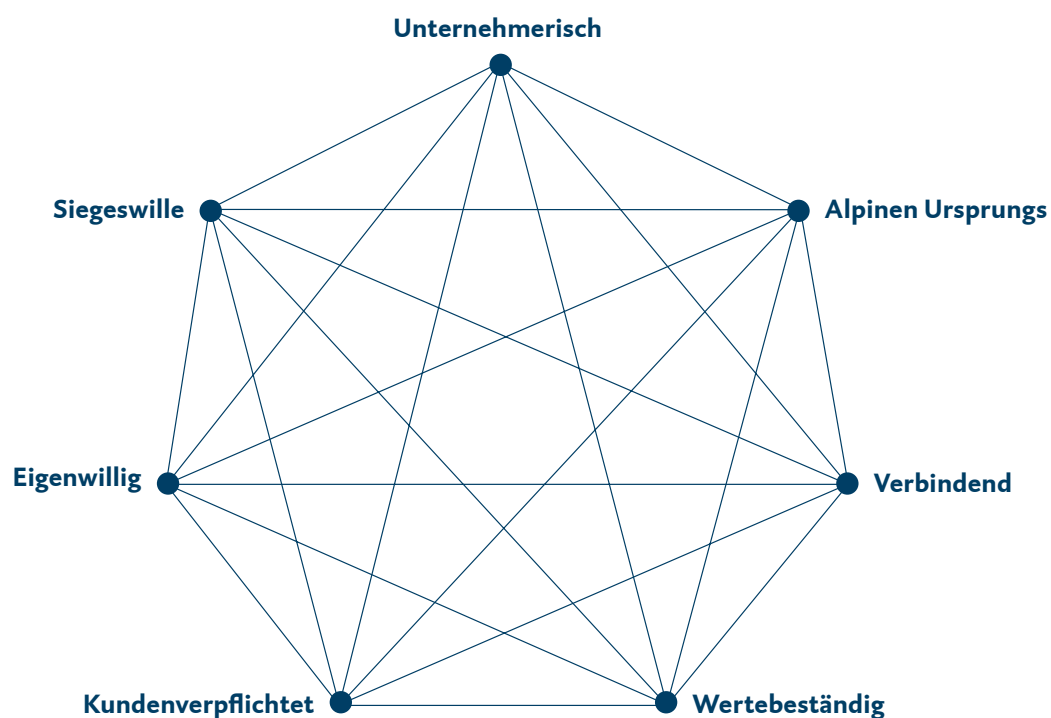 Unternehmerisch
Siegeswille
Alpinen Ursprungs
Eigenwillig
Verbindend
Kundenverpflichtet
Wertebeständig